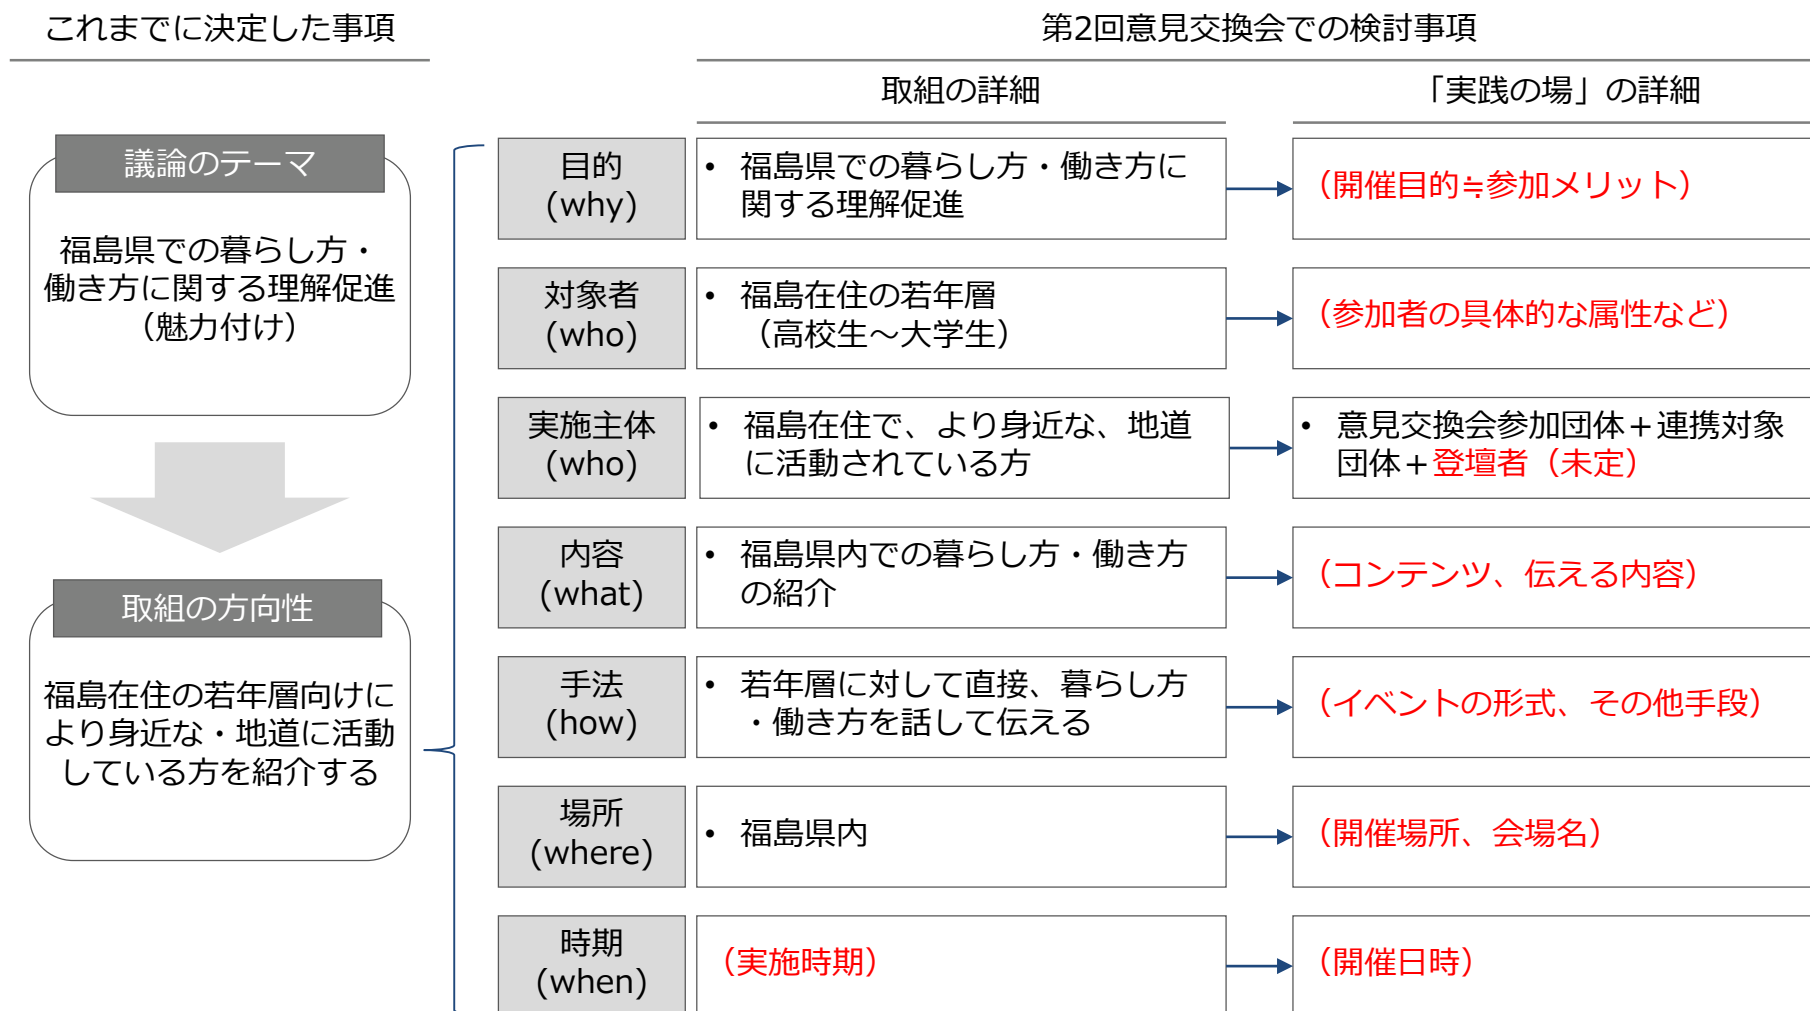 これまでに決定した事項
第2回意見交換会での検討事項
取組の詳細
「実践の場」の詳細
議論のテーマ
福島県での暮らし方・
働き方に関する理解促進
（魅力付け）
取組の方向性
福島在住の若年層向けに
より身近な・地道に活動
している方を紹介する
目的
(why)
• 福島県での暮らし方・働き方に
関する理解促進
（開催目的≒参加メリット）
対象者
(who)
• 福島在住の若年層
（高校生～大学生）
（参加者の具体的な属性など）
実施主体
(who)
• 福島在住で、より身近な、地道
に活動されている方
• 意見交換会参加団体＋連携対象
団体＋登壇者（未定）
内容
(what)
• 福島県内での暮らし方・働き方
の紹介
（コンテンツ、伝える内容）
手法
(how)
• 若年層に対して直接、暮らし方
・働き方を話して伝える
（イベントの形式、その他手段）
場所
(where)
• 福島県内
（開催場所、会場名）
時期
(when)
（実施時期）
（開催日時）